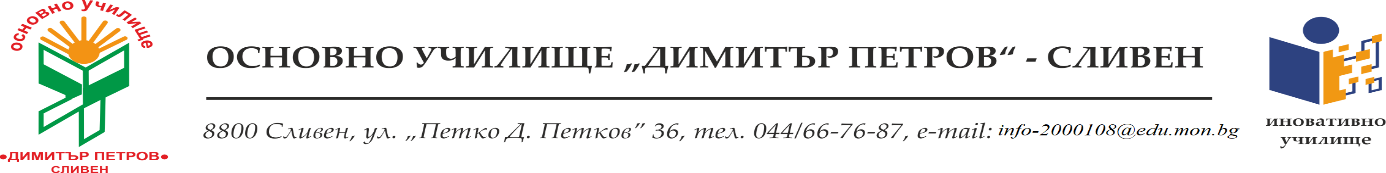 ОСНОВНО УЧИЛИЩЕ
•ДИМИТЪР ПЕТРОВ•
СЛИВЕН
ОСНОВНО УЧИЛИЩЕ „ДИМИТЪР ПЕТРОВ“ - СЛИВЕН
8800 Сливен, ул. „Петко Д. Петков” 36, тел. 044/66-76-87, e-mail: info-2000108@edu.mon.bg
иновативно
училище